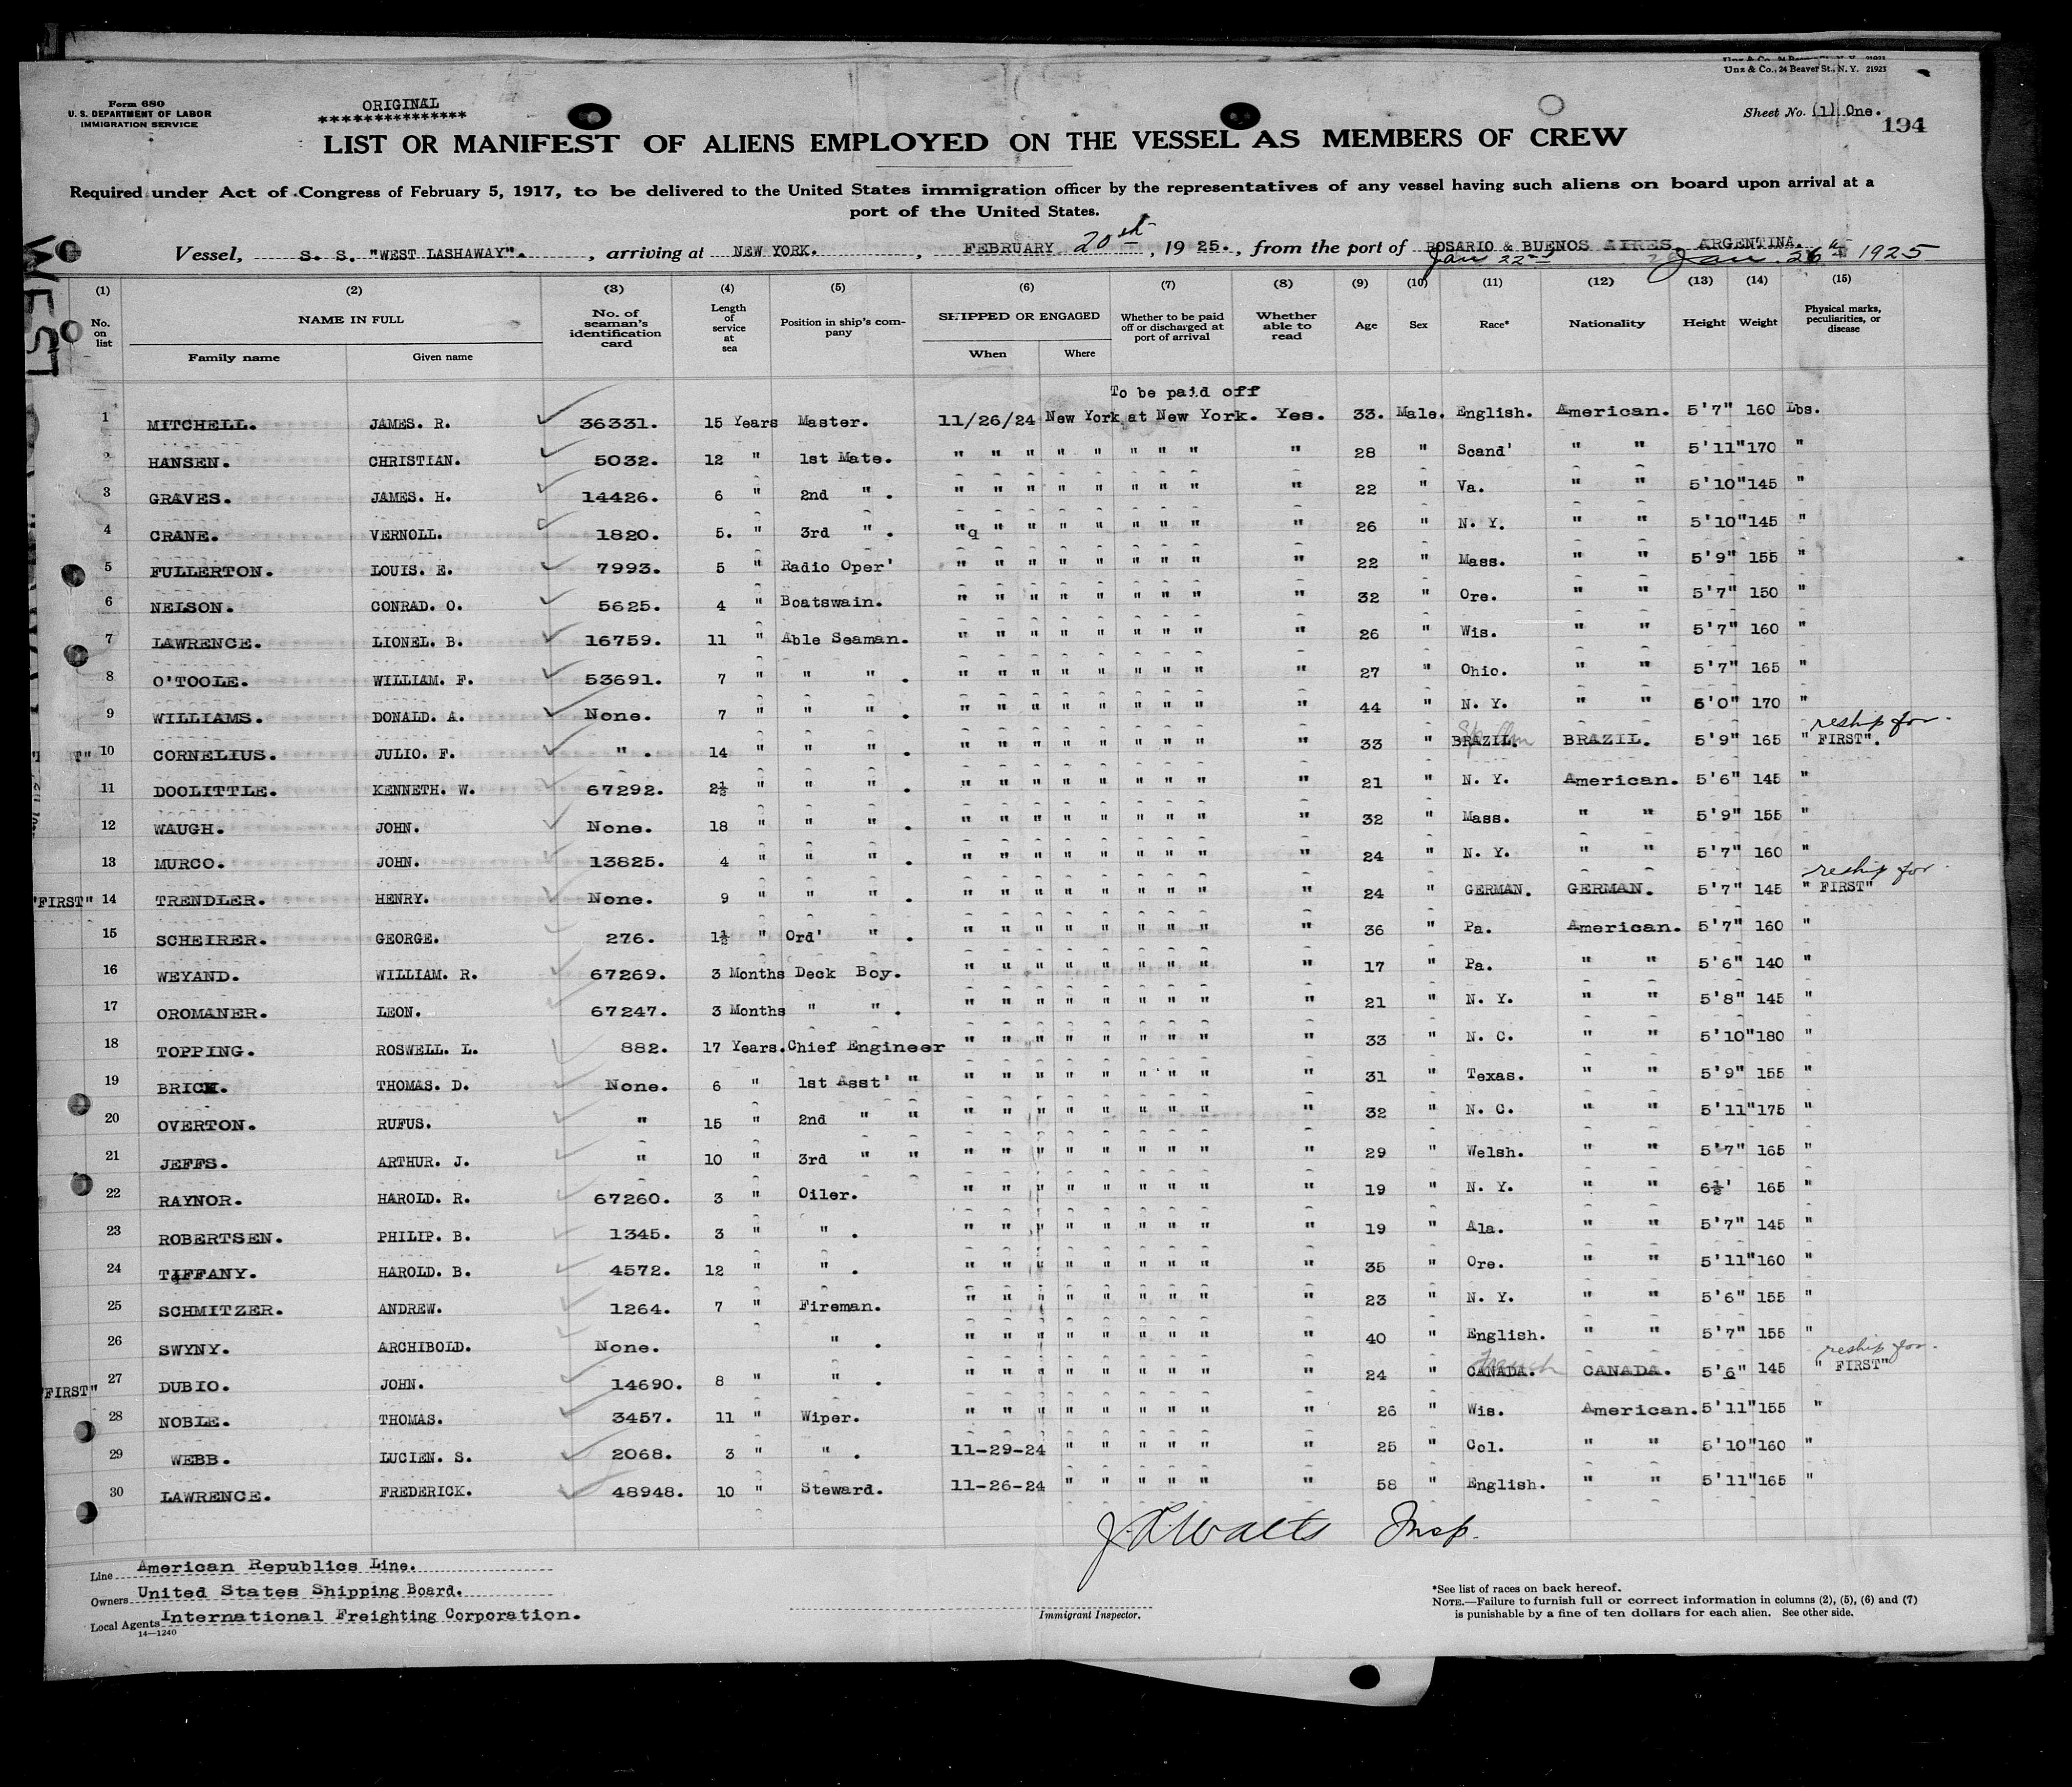 Unz & Co., 24 Beaver St., N. Y. 21923
Form 680
U. S. DEPARTMENT OF LABOR
IMMIGRATION SERVICE
ORIGINAL
***************
Sheet No. (1) One.
194
LIST OR MANIFEST OF ALIENS EMPLOYED ON THE VESSEL AS MEMBERS OF CREW
Required under Act of Congress of February 5, 1917, to be delivered to the United States immigration officer by the representatives of any vessel having such aliens on board upon arrival at a
port of the United States.
Vessel, S. S. "WEST LASHAWAY". , arriving at NEW YORK. , FEBRUARY 20th , 1925. , from the port of ROSARIO & BUENOS AIRES, ARGENTINA.
Jan 22nd Jan. 26th 1925
(1) (2) (3) (4) (5) (6) (7) (8) (9) (10) (11) (12) (13) (14) (15)
No. on list NAME IN FULL Family name Given name No. of seaman's identification card Length of service at sea Position in ship's company SHIPPED OR ENGAGED When Where Whether to be paid off or discharged at port of arrival Whether able to read Age Sex Race* Nationality Height Weight Physical marks, peculiarities, or disease
To be paid off
1 MITCHELL. JAMES. R. 36331. 15 Years Master. 11/26/24 New York at New York. Yes. 33. Male. English. American. 5'7" 160 Lbs.
2 HANSEN. CHRISTIAN. 5032. 12 " 1st Mate. " " " " " " " " " 28 " Scand' " " 5'11" 170 "
3 GRAVES. JAMES. H. 14426. 6 " 2nd " . " " " " " " " " " 22 " Va. " " 5'10" 145 "
4 CRANE. VERNOLL. 1820. 5. " 3rd " . "q " " " " " " " " 26 " N. Y. " " 5'10" 145 "
5 FULLERTON. LOUIS. E. 7993. 5 " Radio Oper' " " " " " " " " " 22 " Mass. " " 5'9" 155 "
6 NELSON. CONRAD. O. 5625. 4 " Boatswain. " " " " " " " " " 32 " Ore. " " 5'7" 150 "
7 LAWRENCE. LIONEL. B. 16759. 11 " Able Seaman. " " " " " " " " " 26 " Wis. " " 5'7" 160 "
8 O'TOOLE. WILLIAM. F. 53691. 7 " " " . " " " " " " " " " 27 " Ohio. " " 5'7" 165 "
9 WILLIAMS. DONALD. A. None. 7 " " " . " " " " " " " " " 44 " N. Y. " " 6'0" 170 "
reship for
10 CORNELIUS. JULIO. F. " . 14 " " " . " " " " " " " " " 33 " BRAZIL. BRAZIL. 5'9" 165 " FIRST".
11 DOOLITTLE. KENNETH. W. 67292. 2½ " " " . " " " " " " " " " 21 " N. Y. American. 5'6" 145 "
12 WAUGH. JOHN. None. 18 " " " . " " " " " " " " " 32 " Mass. " " 5'9" 155 "
13 MURCO. JOHN. 13825. 4 " " " . " " " " " " " " " 24 " N. Y. " " 5'7" 160 "
reship for
"FIRST" 14 TRENDLER. HENRY. None. 9 " " " . " " " " " " " " " 24 " GERMAN. GERMAN. 5'7" 145 " FIRST"
15 SCHEIRER. GEORGE. 276. 1½ " Ord' " . " " " " " " " " " 36 " Pa. American. 5'7" 160 "
16 WEYAND. WILLIAM. R. 67269. 3 Months Deck Boy. " " " " " " " " " 17 " Pa. " " 5'6" 140 "
17 OROMANER. LEON. 67247. 3 Months " " . " " " " " " " " " 21 " N. Y. " " 5'8" 145 "
18 TOPPING. ROSWELL. L. 882. 17 Years. Chief Engineer " " " " " " " " " 33 " N. C. " " 5'10" 180 "
19 BRICK. THOMAS. D. None. 6 " 1st Asst' " " " " " " " " " " 31 " Texas. " " 5'9" 155 "
20 OVERTON. RUFUS. " 15 " 2nd " " " " " " " " " " " 32 " N. C. " " 5'11" 175 "
21 JEFFS. ARTHUR. J. " 10 " 3rd " " " " " " " " " " " 29 " Welsh. " " 5'7" 165 "
22 RAYNOR. HAROLD. R. 67260. 3 " Oiler. " " " " " " " " " 19 " N. Y. " " 6½' 165 "
23 ROBERTSEN. PHILIP. B. 1345. 3 " " . " " " " " " " " " 19 " Ala. " " 5'7" 145 "
24 TIFFANY. HAROLD. B. 4572. 12 " " . " " " " " " " " " 35 " Ore. " " 5'11" 160 "
25 SCHMITZER. ANDREW. 1264. 7 " Fireman. " " " " " " " " " 23 " N. Y. " " 5'6" 155 "
26 SWYNY. ARCHIBOLD. None. " . " " " " " " " " " 40 " English. " " 5'7" 155 "
French reship for
"FIRST" 27 DUBIO. JOHN. 14690. 8 " " . " " " " " " " " " 24 " CANADA. CANADA. 5'6" 145 " FIRST"
28 NOBLE. THOMAS. 3457. 11 " Wiper. " " " " " " " " " 26 " Wis. American. 5'11" 155 "
29 WEBB. LUCIEN. S. 2068. 3 " " . 11-29-24 " " " " " " 25 " Col. " " 5'10" 160 "
30 LAWRENCE. FREDERICK. 48948. 10 " Steward. 11-26-24 " " " " " " 58 " English. " " 5'11" 165 "
J. L. Watts Insp.
Line American Republics Line.
Owners United States Shipping Board.
Local Agents International Freighting Corporation.
14—1240
Immigrant Inspector.
*See list of races on back hereof.
NOTE.—Failure to furnish full or correct information in columns (2), (5), (6) and (7)
is punishable by a fine of ten dollars for each alien. See other side.
WEST